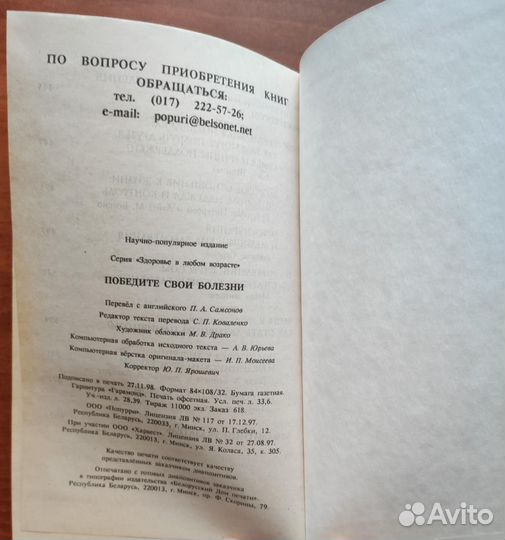 ПО ВОПРОСУ ПРИОБРЕТЕНИЯ КНИГ
ОБРАЩАТЬСЯ:
тел. (017) 222-57-26;
e-mail: popuri@belsonet.net
Научно-популярное издание
Серия «Здоровье в любом возрасте»
ПОБЕДИТЕ СВОИ БОЛЕЗНИ
Перевёл с английского П. А. Самсонов
Редактор текста перевода С. П. Коваленко
Художник обложки М. В. Драко
Компьютерная обработка исходного текста — А. В. Юрьева
Компьютерная вёрстка оригинала-макета — И. П. Моисеева
Корректор Ю. П. Ярошевич
Подписано в печать 27.11.98. Формат 84×108/32. Бумага газетная.
Гарнитура «Гарамонд». Печать офсетная. Усл. печ. л. 33,6.
Уч.-изд. л. 28,39. Тираж 11000 экз. Заказ 618.
ООО «Попурри». Лицензия ЛВ № 117 от 17.12.97.
Республика Беларусь, 220033, г. Минск, ул. П. Глебки, 12.
При участии ООО «Харвест». Лицензия ЛВ № 32 от 27.08.97.
Республика Беларусь, г. Минск, ул. Я. Коласа, 35, к. 305.
Качество печати соответствует качеству
представленных заказчиком диапозитивов.
Отпечатано с готовых диапозитивов заказчика
в типографии издательства «Белорусский Дом печати».
Республика Беларусь, 220013, г. Минск, пр. Ф. Скорины, 79.
Avito